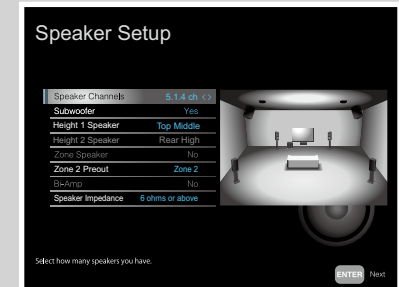 Speaker Setup
Speaker Channels 5.1.4 ch <>
Subwoofer Yes
Height 1 Speaker Top Middle
Height 2 Speaker Rear High
Zone Speaker No
Zone 2 Preout Zone 2
Bi-Amp No
Speaker Impedance 6 ohms or above
Select how many speakers you have.
ENTER Next